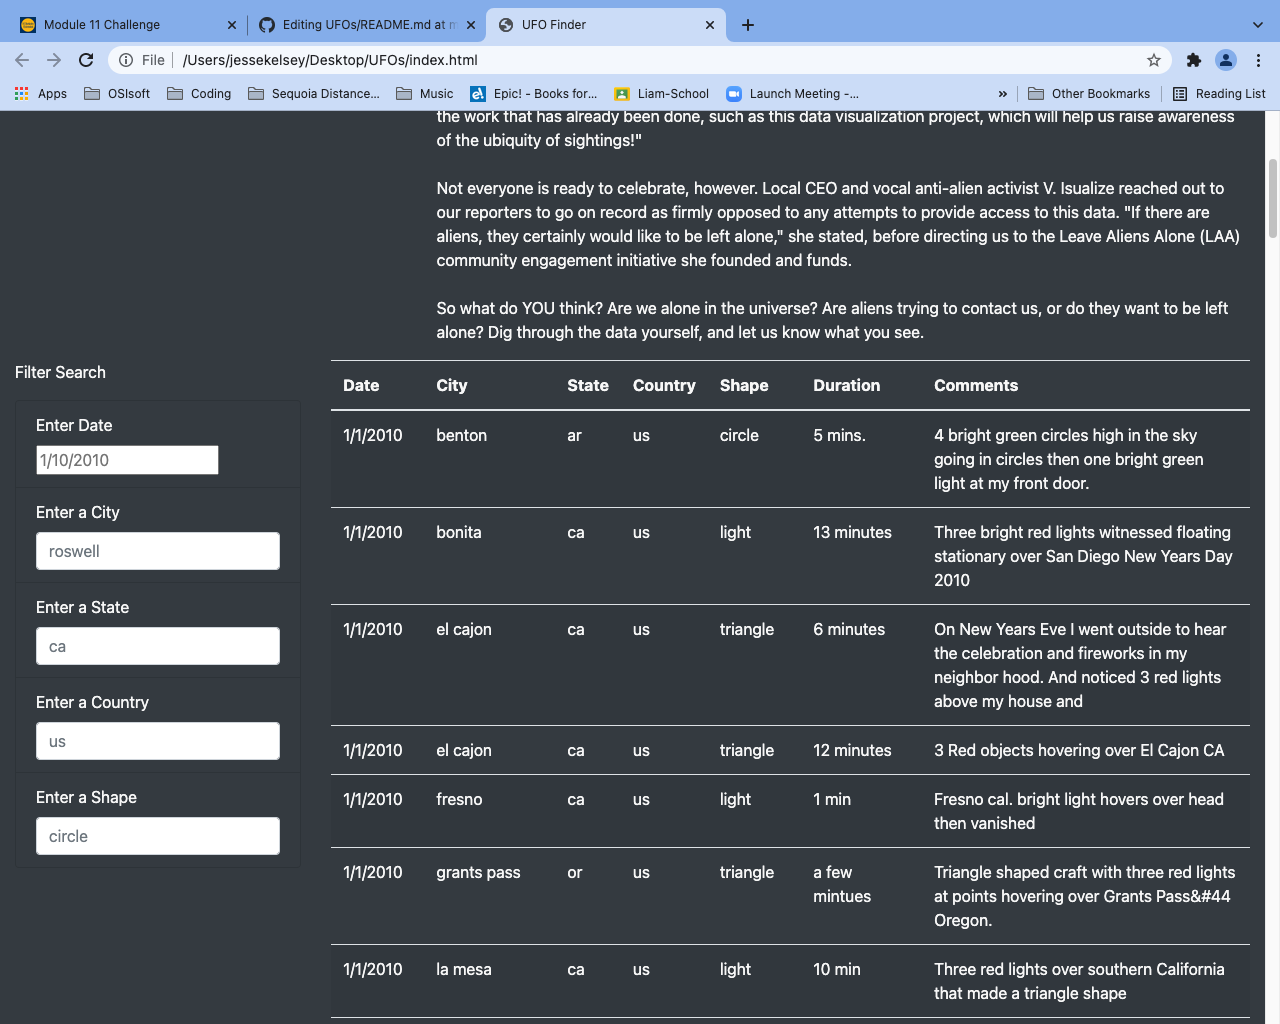 Module 11 Challenge
Editing UFOs/README.md at m
UFO Finder
File
/Users/jessekelsey/Desktop/UFOs/index.html
Apps
OSIsoft
Coding
Sequoia Distance...
Music
Epic! - Books for...
Liam-School
Launch Meeting -...
»
Other Bookmarks
Reading List
the work that has already been done, such as this data visualization project, which will help us raise awareness
of the ubiquity of sightings!"
Not everyone is ready to celebrate, however. Local CEO and vocal anti-alien activist V. Isualize reached out to
our reporters to go on record as firmly opposed to any attempts to provide access to this data. "If there are
aliens, they certainly would like to be left alone," she stated, before directing us to the Leave Aliens Alone (LAA)
community engagement initiative she founded and funds.
So what do YOU think? Are we alone in the universe? Are aliens trying to contact us, or do they want to be left
alone? Dig through the data yourself, and let us know what you see.
Filter Search
Enter Date
1/10/2010
Enter a City
roswell
Enter a State
ca
Enter a Country
us
Enter a Shape
circle
Date City State Country Shape Duration Comments
1/1/2010 benton ar us circle 5 mins. 4 bright green circles high in the sky
going in circles then one bright green
light at my front door.
1/1/2010 bonita ca us light 13 minutes Three bright red lights witnessed floating
stationary over San Diego New Years Day
2010
1/1/2010 el cajon ca us triangle 6 minutes On New Years Eve I went outside to hear
the celebration and fireworks in my
neighbor hood. And noticed 3 red lights
above my house and
1/1/2010 el cajon ca us triangle 12 minutes 3 Red objects hovering over El Cajon CA
1/1/2010 fresno ca us light 1 min Fresno cal. bright light hovers over head
then vanished
1/1/2010 grants pass or us triangle a few Triangle shaped craft with three red lights
mintues at points hovering over Grants Pass&#44
Oregon.
1/1/2010 la mesa ca us light 10 min Three red lights over southern California
that made a triangle shape